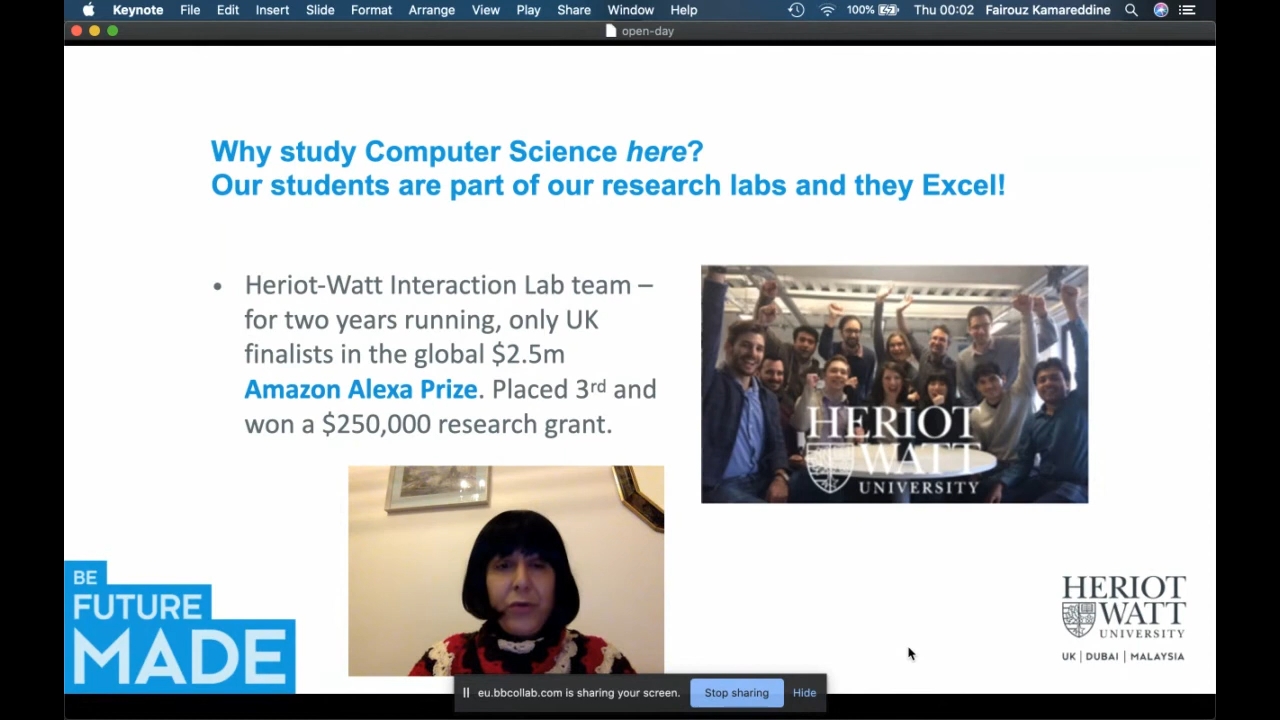 Keynote File Edit Insert Slide Format Arrange View Play Share Window Help 100% Thu 00:02 Fairouz Kamareddine
open-day
Why study Computer Science here?
Our students are part of our research labs and they Excel!
• Heriot-Watt Interaction Lab team –
for two years running, only UK
finalists in the global $2.5m
Amazon Alexa Prize. Placed 3rd and
won a $250,000 research grant.
HERIOT
WATT
UNIVERSITY
BE
FUTURE
MADE
HERIOT
WATT
UNIVERSITY
UK | DUBAI | MALAYSIA
eu.bbcollab.com is sharing your screen. Stop sharing Hide